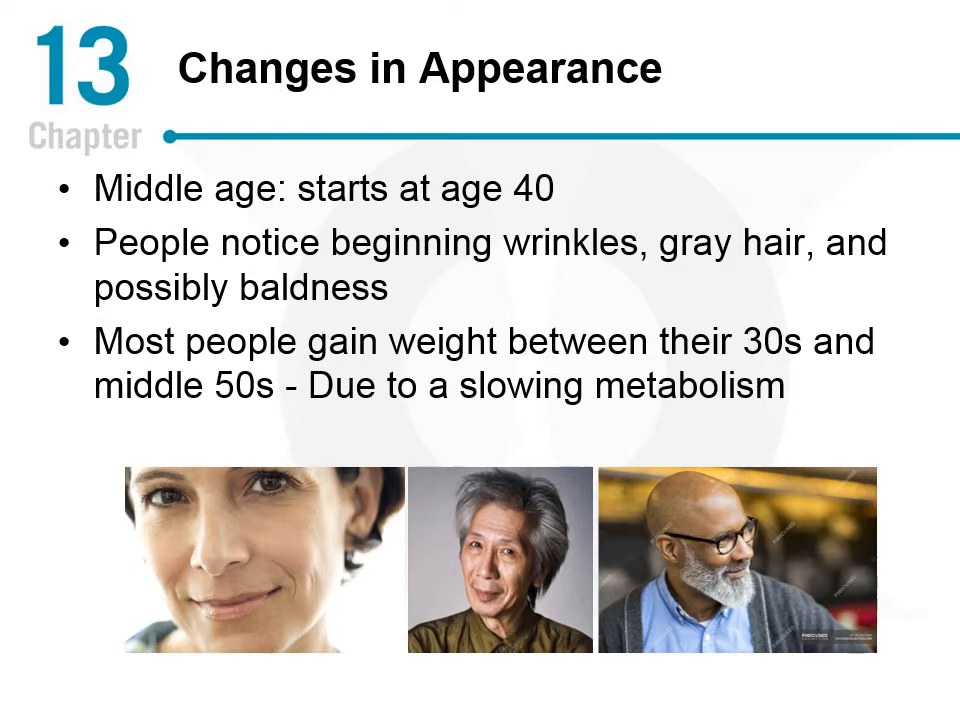 13
Chapter
Changes in Appearance
• Middle age: starts at age 40
• People notice beginning wrinkles, gray hair, and
possibly baldness
• Most people gain weight between their 30s and
middle 50s - Due to a slowing metabolism